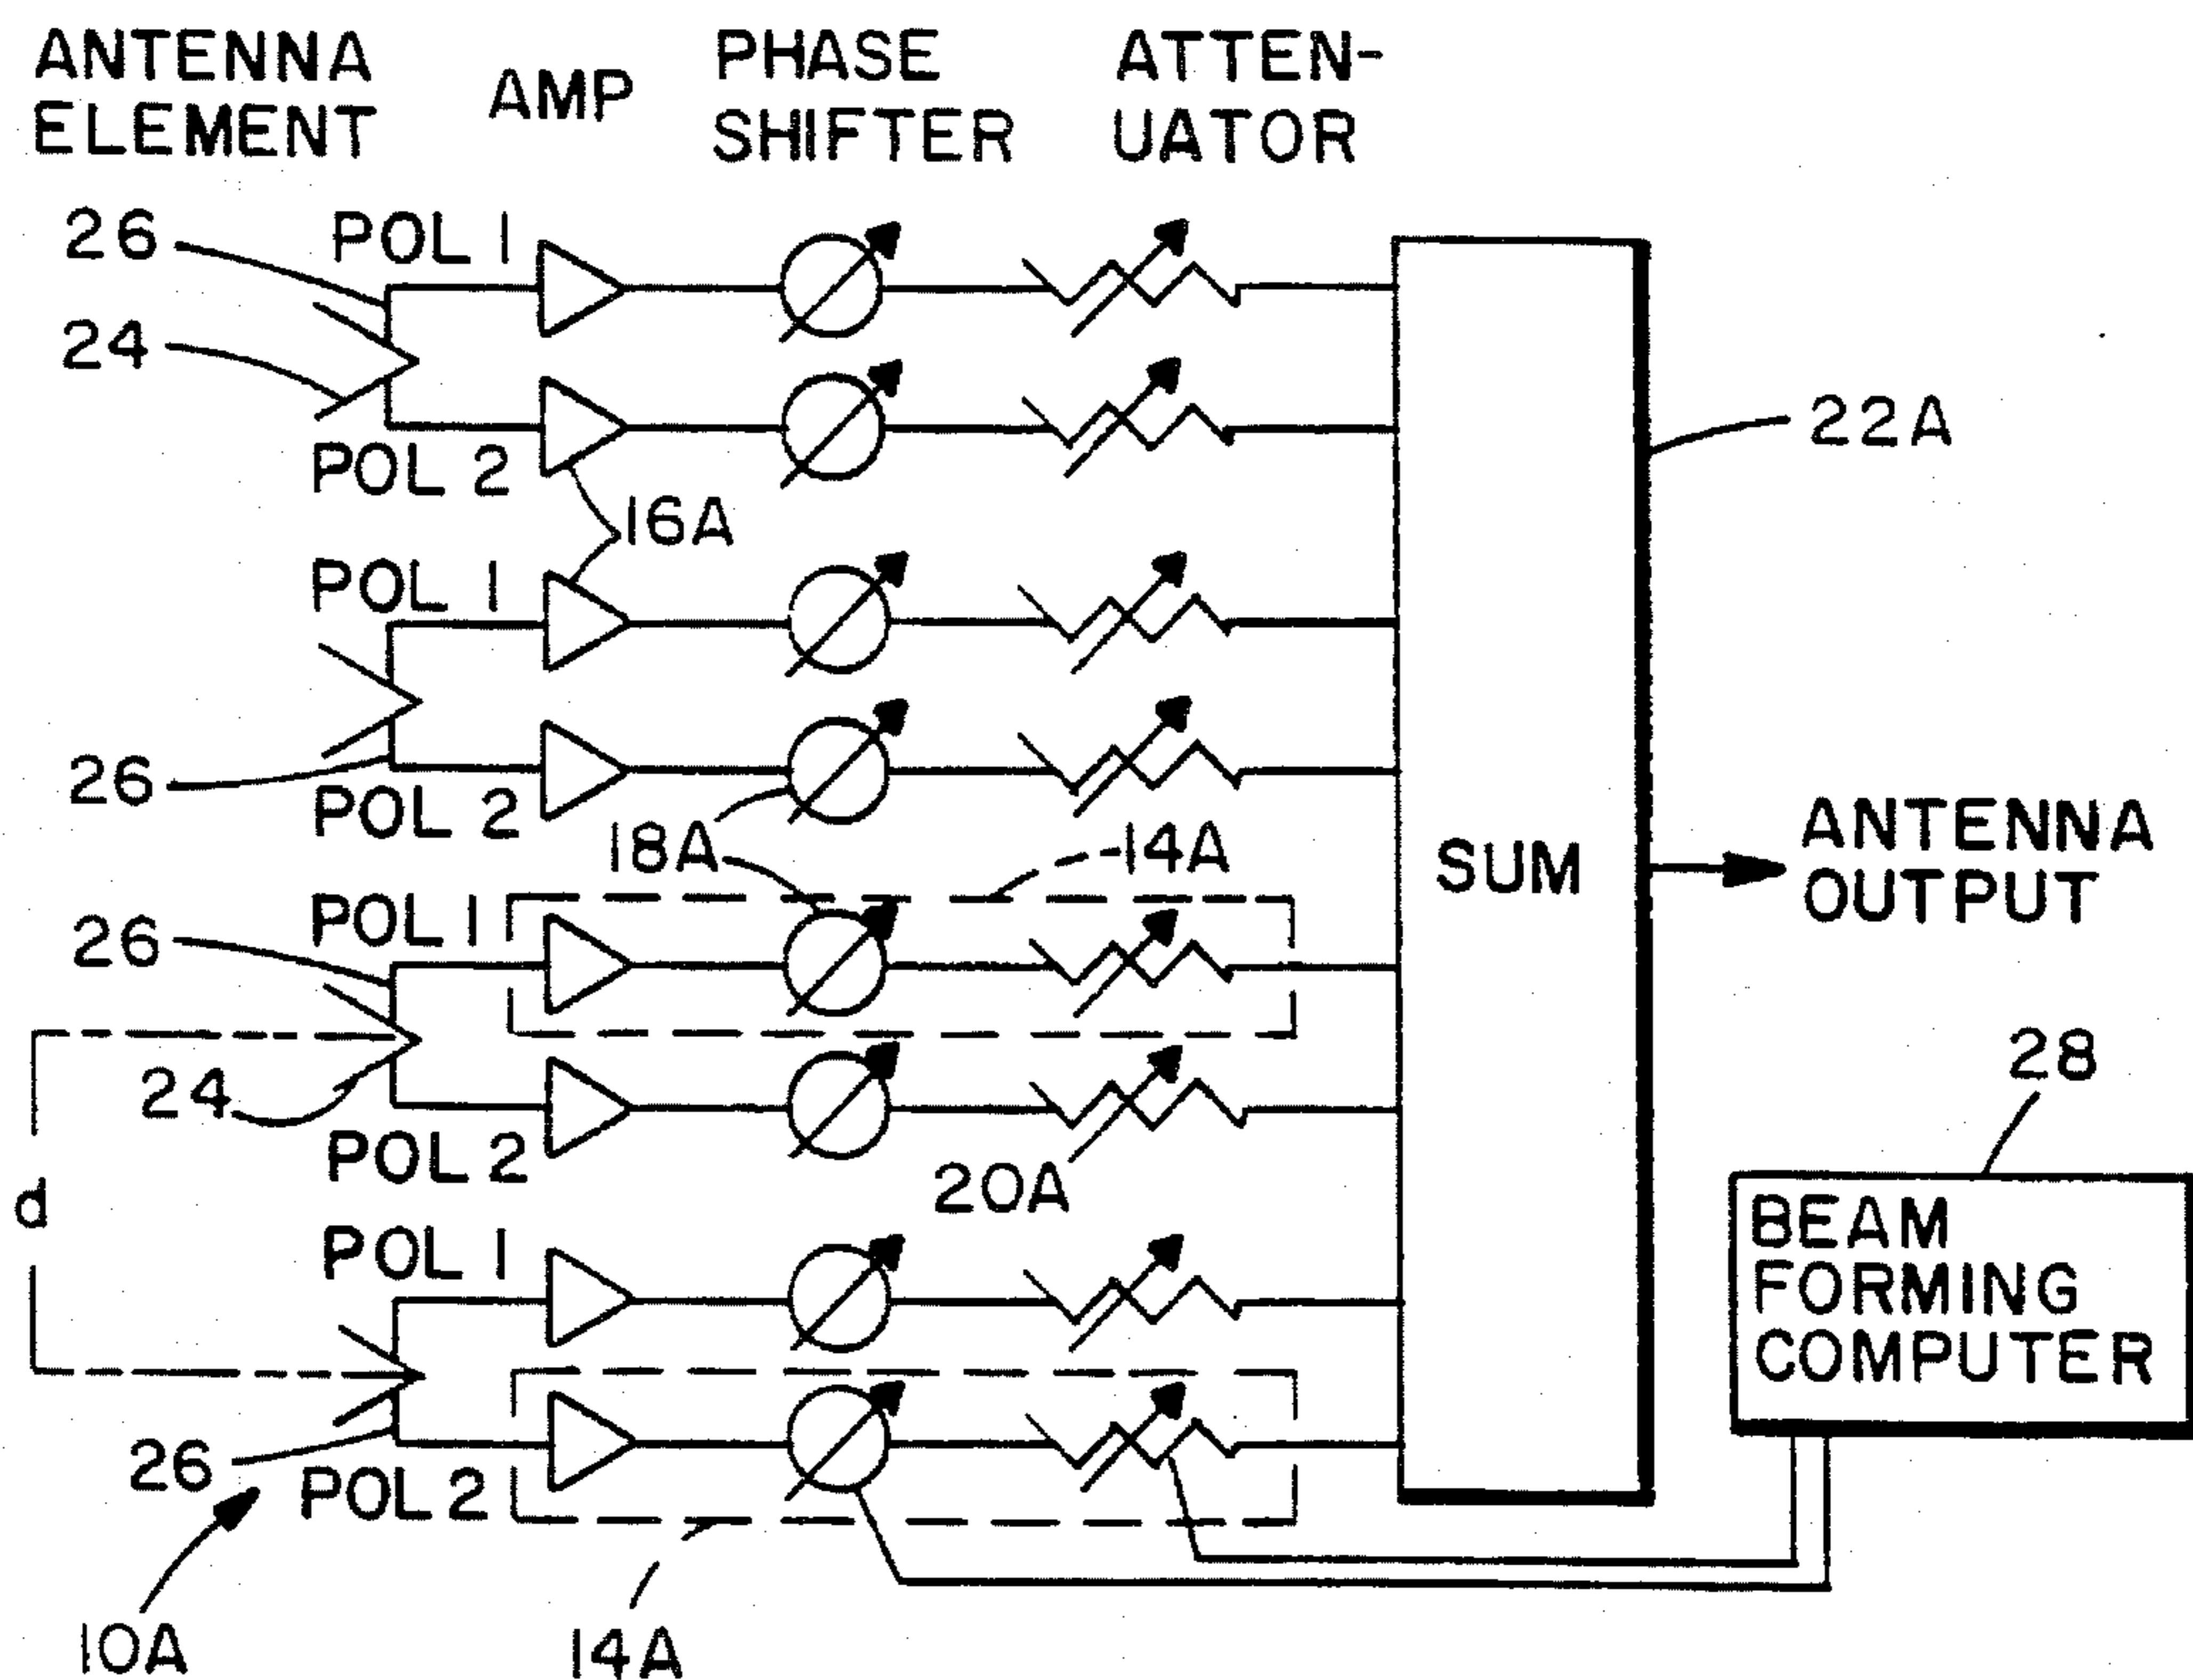 ANTENNA
ELEMENT
AMP
PHASE
SHIFTER
ATTEN-
UATOR
26
POL 1
24
POL 2
16A
22A
POL 1
26
POL 2
18A
14A
SUM
ANTENNA
OUTPUT
26
POL 1
24
POL 2
20A
28
d
BEAM
FORMING
COMPUTER
POL 1
26
POL 2
10A
14A